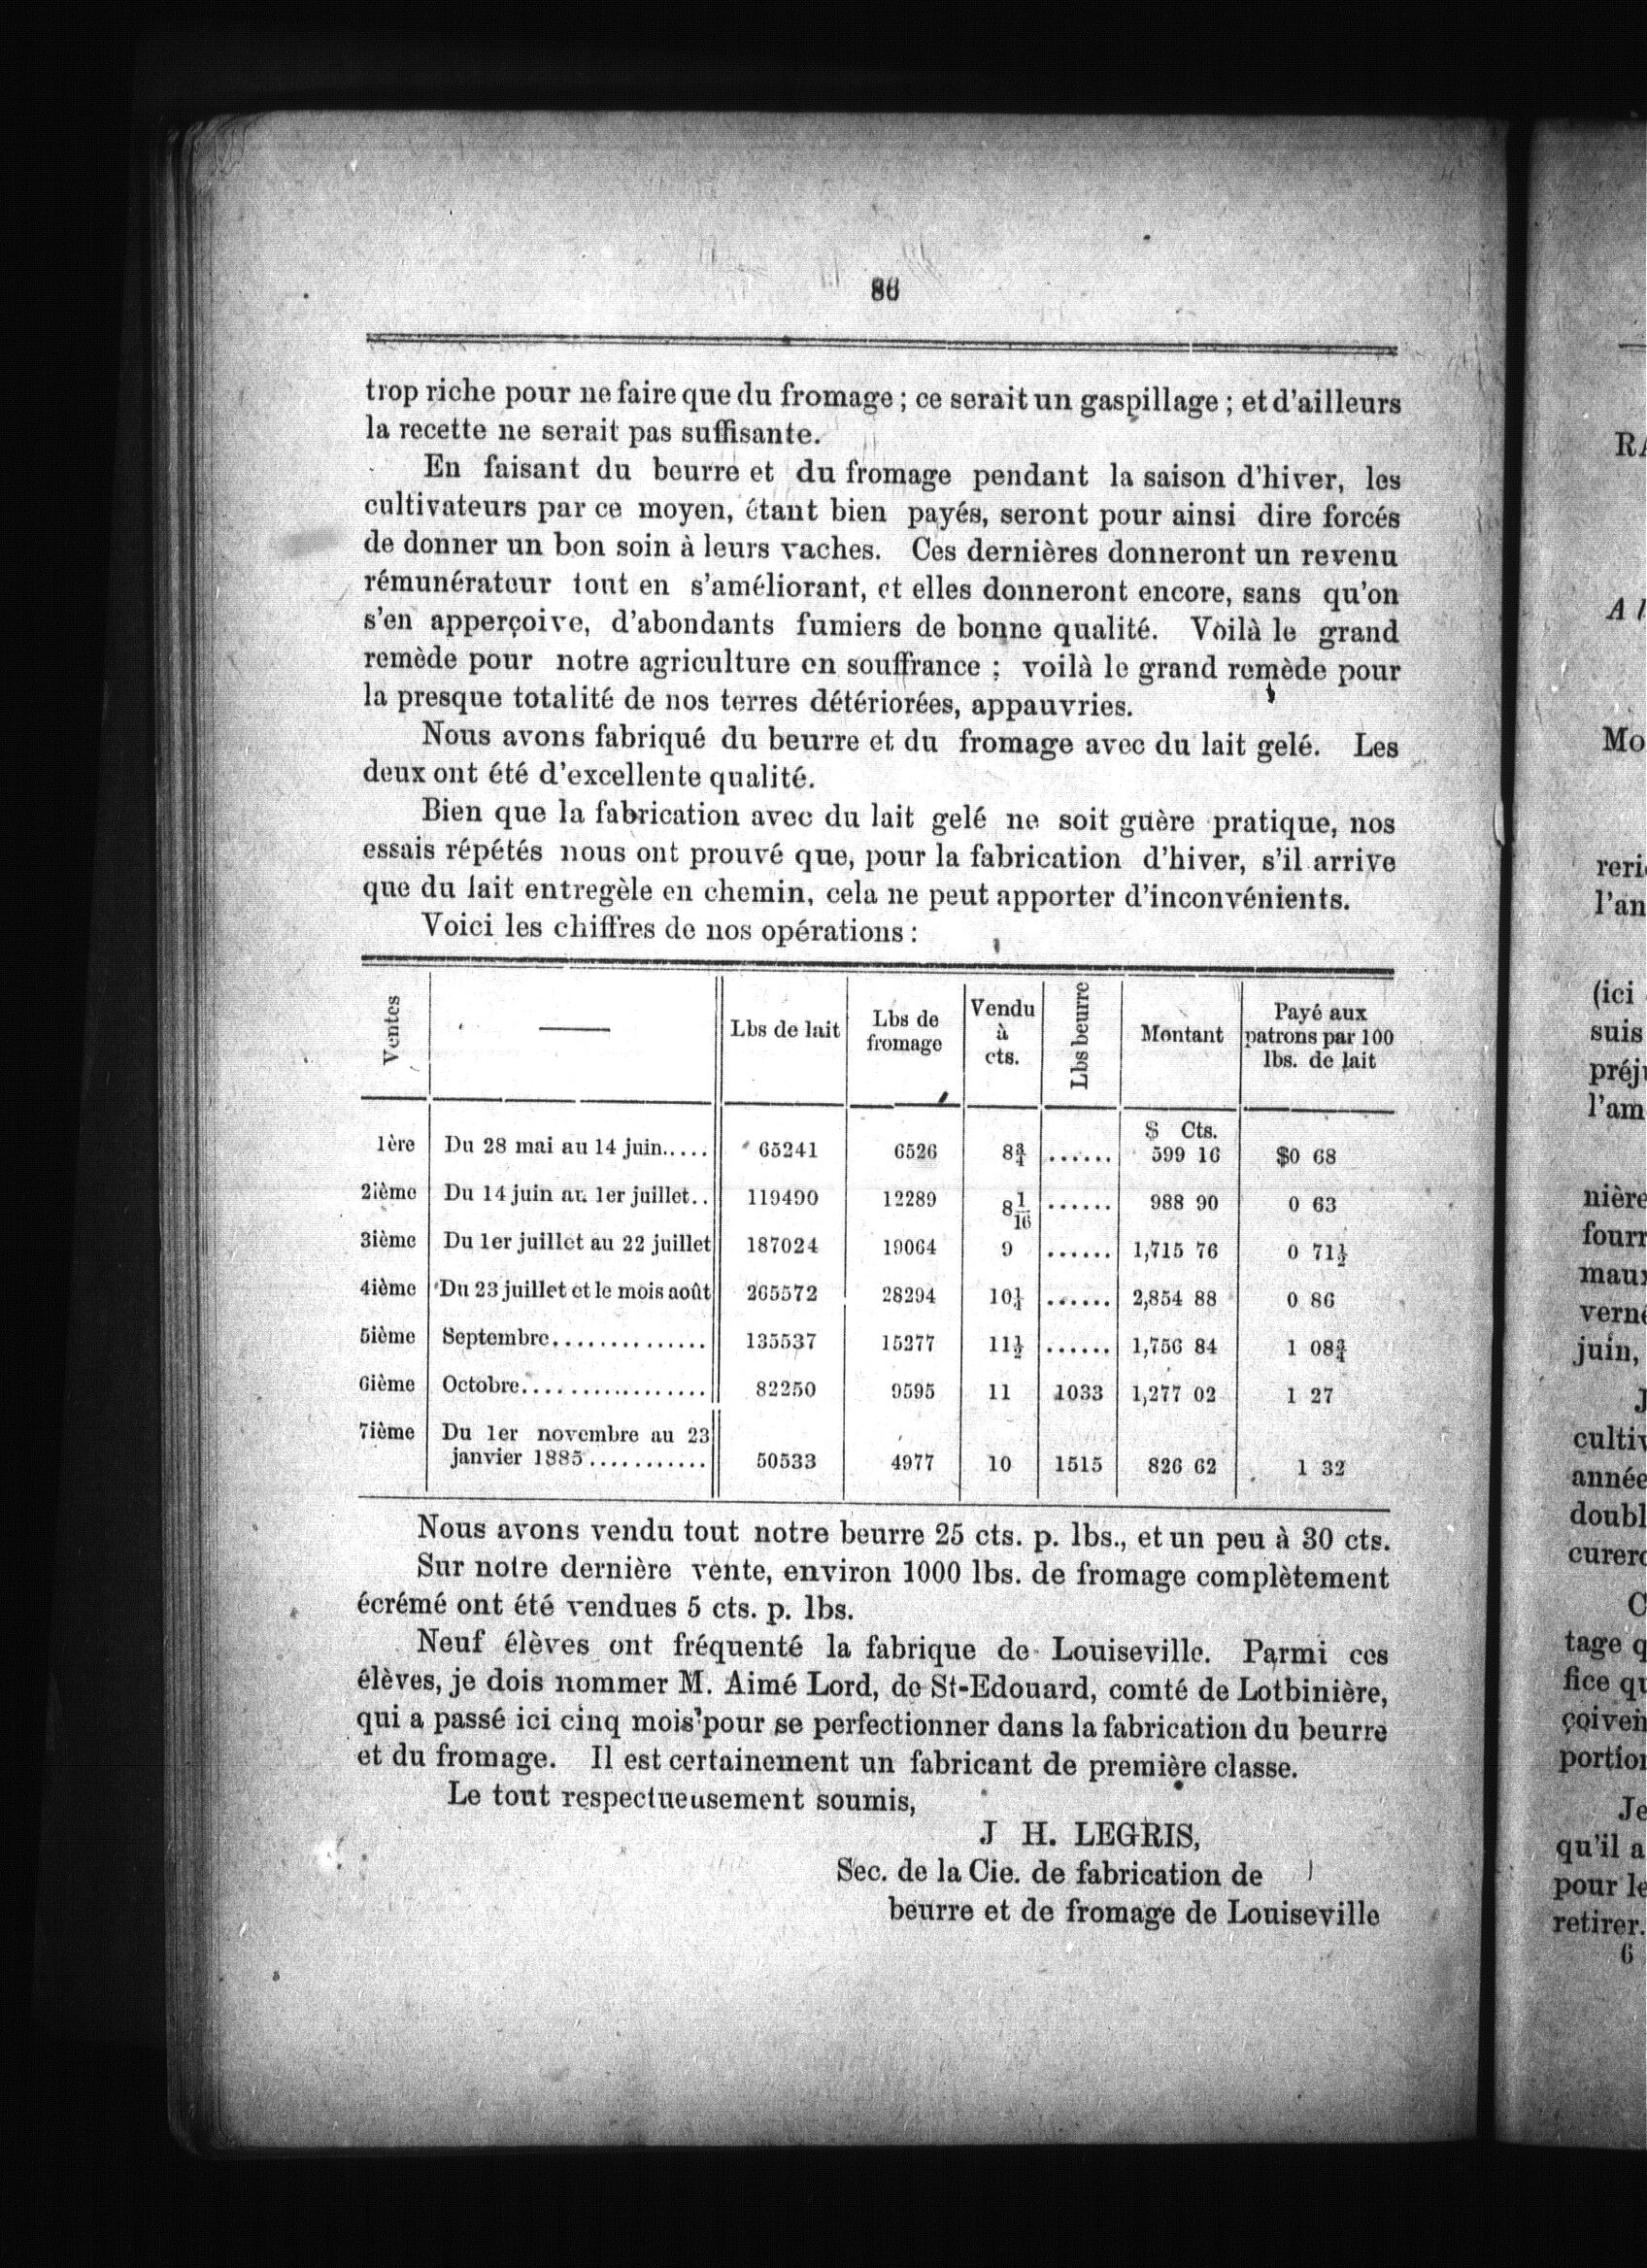 86
trop riche pour ne faire que du fromage ; ce serait un gaspillage ; et d'ailleurs
la recette ne serait pas suffisante.
En faisant du beurre et du fromage pendant la saison d'hiver, les
cultivateurs par ce moyen, étant bien payés, seront pour ainsi dire forcés
de donner un bon soin à leurs vaches. Ces dernières donneront un revenu
rémunérateur tout en s'améliorant, et elles donneront encore, sans qu'on
s'en apperçoive, d'abondants fumiers de bonne qualité. Voilà le grand
remède pour notre agriculture en souffrance ; voilà le grand remède pour
la presque totalité de nos terres détériorées, appauvries.
Nous avons fabriqué du beurre et du fromage avec du lait gelé. Les
deux ont été d'excellente qualité.
Bien que la fabrication avec du lait gelé ne soit guère pratique, nos
essais répétés nous ont prouvé que, pour la fabrication d'hiver, s'il arrive
que du lait entregèle en chemin, cela ne peut apporter d'inconvénients.
Voici les chiffres de nos opérations :
Ventes | —— | Lbs de lait | Lbs de fromage | Vendu à cts. | Lbs beurre | Montant | Payé aux patrons par 100 lbs. de lait
$ Cts.
1ère Du 28 mai au 14 juin..... 65241 6526 8¾ ...... 599 16 $0 68
2ième Du 14 juin au 1er juillet.. 119490 12289 8 1/16 ...... 988 90 0 63
3ième Du 1er juillet au 22 juillet 187024 19064 9 ...... 1,715 76 0 71½
4ième Du 23 juillet et le mois août 265572 28294 10¼ ...... 2,854 88 0 86
5ième Septembre.............. 135537 15277 11½ ...... 1,756 84 1 08¾
6ième Octobre................. 82250 9595 11 1033 1,277 02 1 27
7ième Du 1er novembre au 23
janvier 1885........... 50533 4977 10 1515 826 62 1 32
Nous avons vendu tout notre beurre 25 cts. p. lbs., et un peu à 30 cts.
Sur notre dernière vente, environ 1000 lbs. de fromage complètement
écrémé ont été vendues 5 cts. p. lbs.
Neuf élèves ont fréquenté la fabrique de Louiseville. Parmi ces
élèves, je dois nommer M. Aimé Lord, de St-Edouard, comté de Lotbinière,
qui a passé ici cinq mois pour se perfectionner dans la fabrication du beurre
et du fromage. Il est certainement un fabricant de première classe.
Le tout respectueusement soumis,
J H. LEGRIS,
Sec. de la Cie. de fabrication de
beurre et de fromage de Louiseville
RA
A l
Mo
l'an
(ici
suis
l'am
nière
juin,
année
C
tage q
Je
qu'il a
pour le
retirer.
6